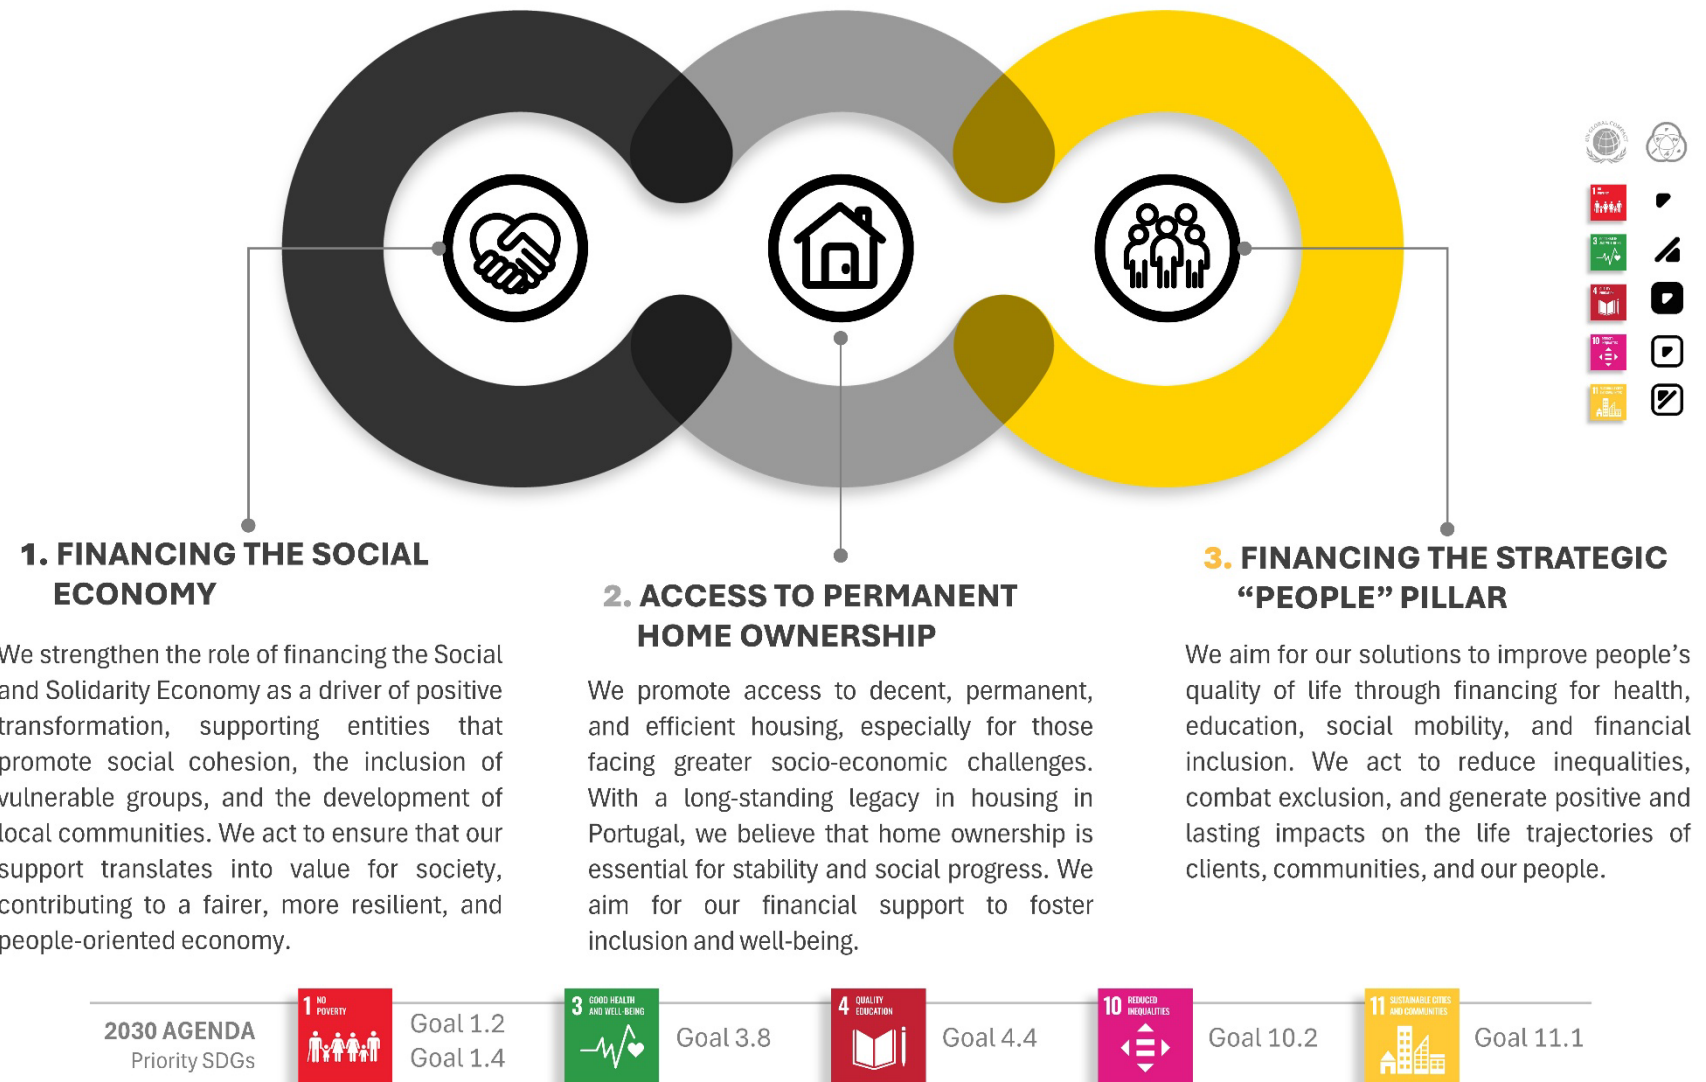 UN GLOBAL COMPACT
1. FINANCING THE SOCIAL
ECONOMY
We strengthen the role of financing the Social
and Solidarity Economy as a driver of positive
transformation, supporting entities that
promote social cohesion, the inclusion of
vulnerable groups, and the development of
local communities. We act to ensure that our
support translates into value for society,
contributing to a fairer, more resilient, and
people-oriented economy.
2. ACCESS TO PERMANENT
HOME OWNERSHIP
We promote access to decent, permanent,
and efficient housing, especially for those
facing greater socio-economic challenges.
With a long-standing legacy in housing in
Portugal, we believe that home ownership is
essential for stability and social progress. We
aim for our financial support to foster
inclusion and well-being.
3. FINANCING THE STRATEGIC
“PEOPLE” PILLAR
We aim for our solutions to improve people’s
quality of life through financing for health,
education, social mobility, and financial
inclusion. We act to reduce inequalities,
combat exclusion, and generate positive and
lasting impacts on the life trajectories of
clients, communities, and our people.
2030 AGENDA
Priority SDGs
1 NO
POVERTY
Goal 1.2
Goal 1.4
3 GOOD HEALTH
AND WELL-BEING
Goal 3.8
4 QUALITY
EDUCATION
Goal 4.4
10 REDUCED
INEQUALITIES
Goal 10.2
11 SUSTAINABLE CITIES
AND COMMUNITIES
Goal 11.1